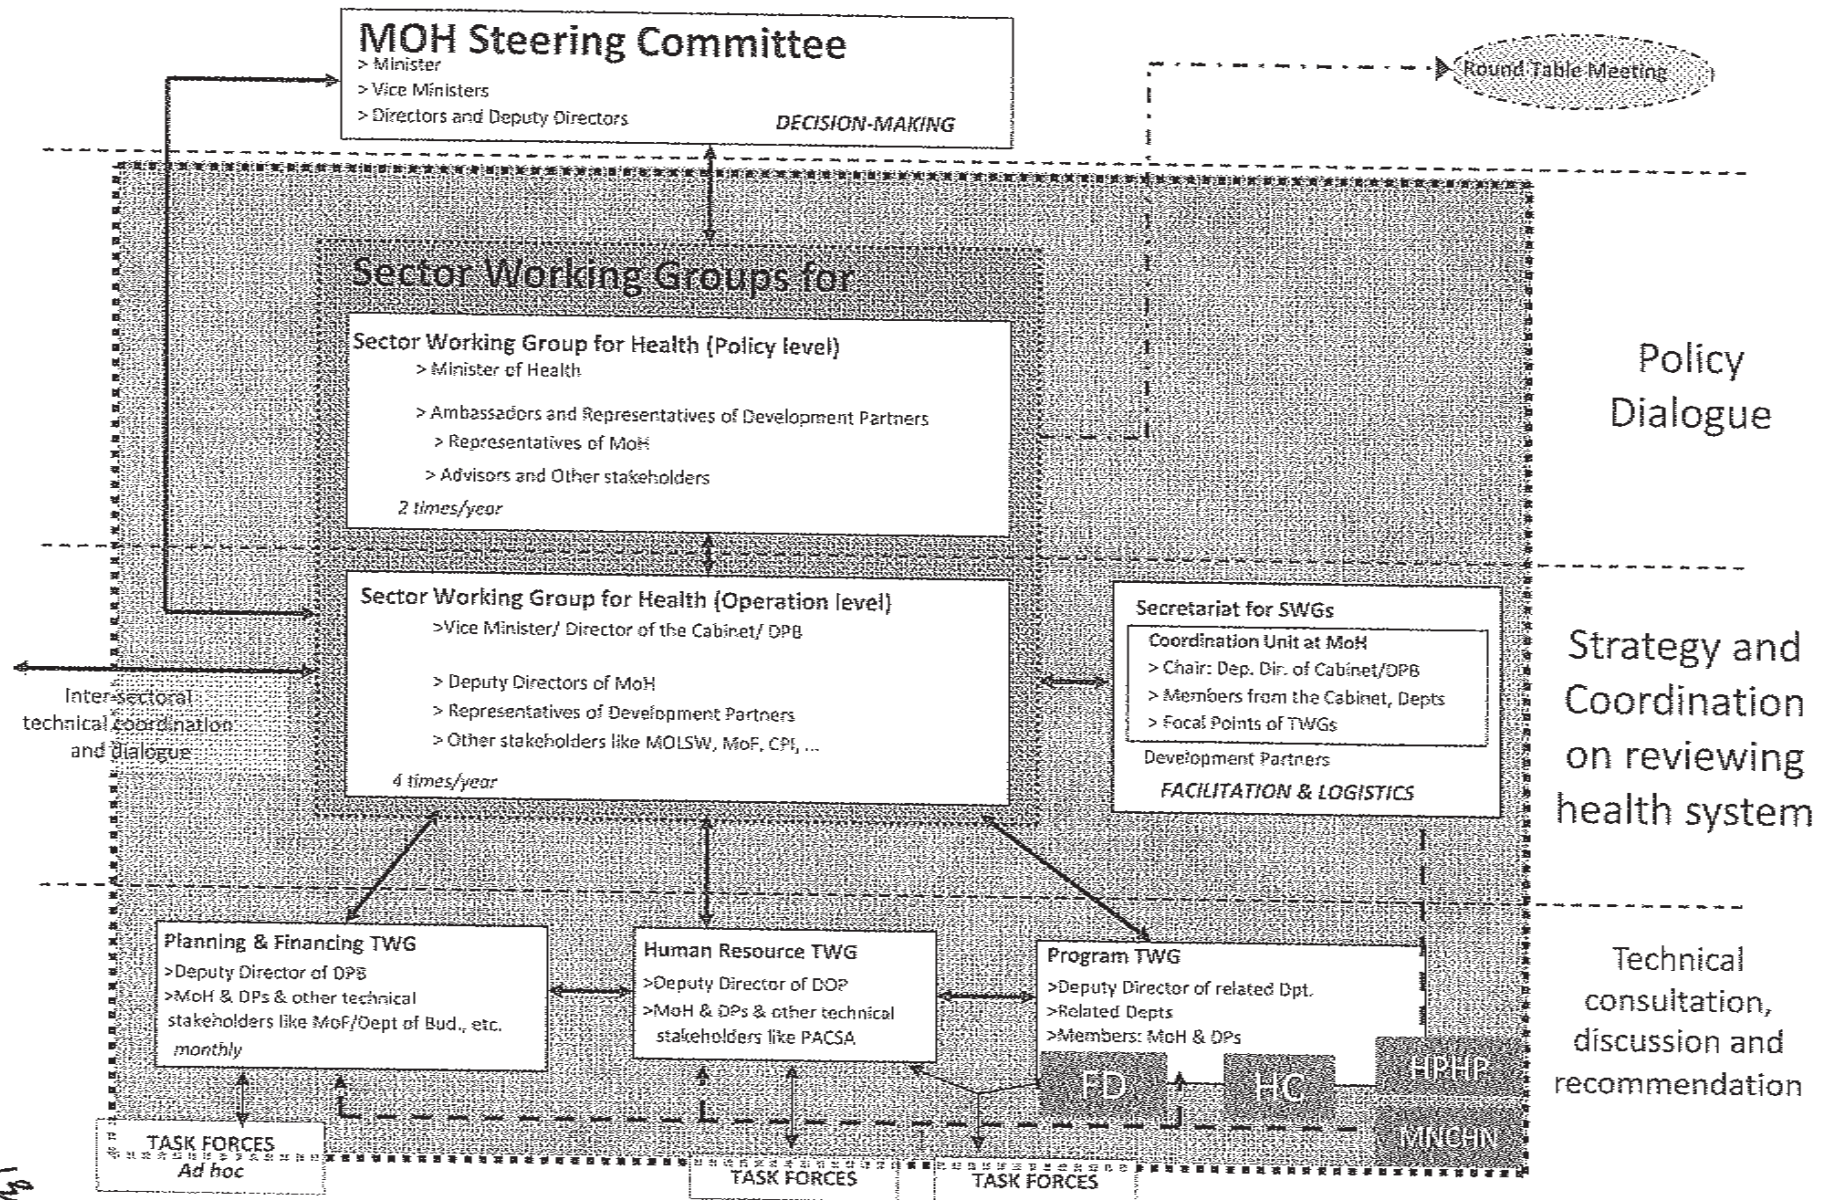 MOH Steering Committee
> Minister
> Vice Ministers
> Directors and Deputy Directors
DECISION-MAKING
Round Table Meeting
Sector Working Groups for
Sector Working Group for Health (Policy level)
> Minister of Health
> Ambassadors and Representatives of Development Partners
> Representatives of MoH
> Advisors and Other stakeholders
2 times/year
Policy
Dialogue
Sector Working Group for Health (Operation level)
>Vice Minister/ Director of the Cabinet/ DPB
> Deputy Directors of MoH
> Representatives of Development Partners
> Other stakeholders like MOLSW, MoF, CPI, ...
4 times/year
Inter-sectoral
technical coordination
and dialogue
Secretariat for SWGs
Coordination Unit at MoH
> Chair: Dep. Dir. of Cabinet/DPB
> Members from the Cabinet, Depts
> Focal Points of TWGs
Development Partners
FACILITATION & LOGISTICS
Strategy and
Coordination
on reviewing
health system
Planning & Financing TWG
>Deputy Director of DPB
>MoH & DPs & other technical
stakeholders like MoF/Dept of Bud., etc.
monthly
Human Resource TWG
>Deputy Director of DOP
>MoH & DPs & other technical
stakeholders like PACSA
Program TWG
>Deputy Director of related Dpt.
>Related Depts
>Members: MoH & DPs
FD
HC
HPHP
MNCHN
Technical
consultation,
discussion and
recommendation
TASK FORCES
Ad hoc
TASK FORCES
TASK FORCES